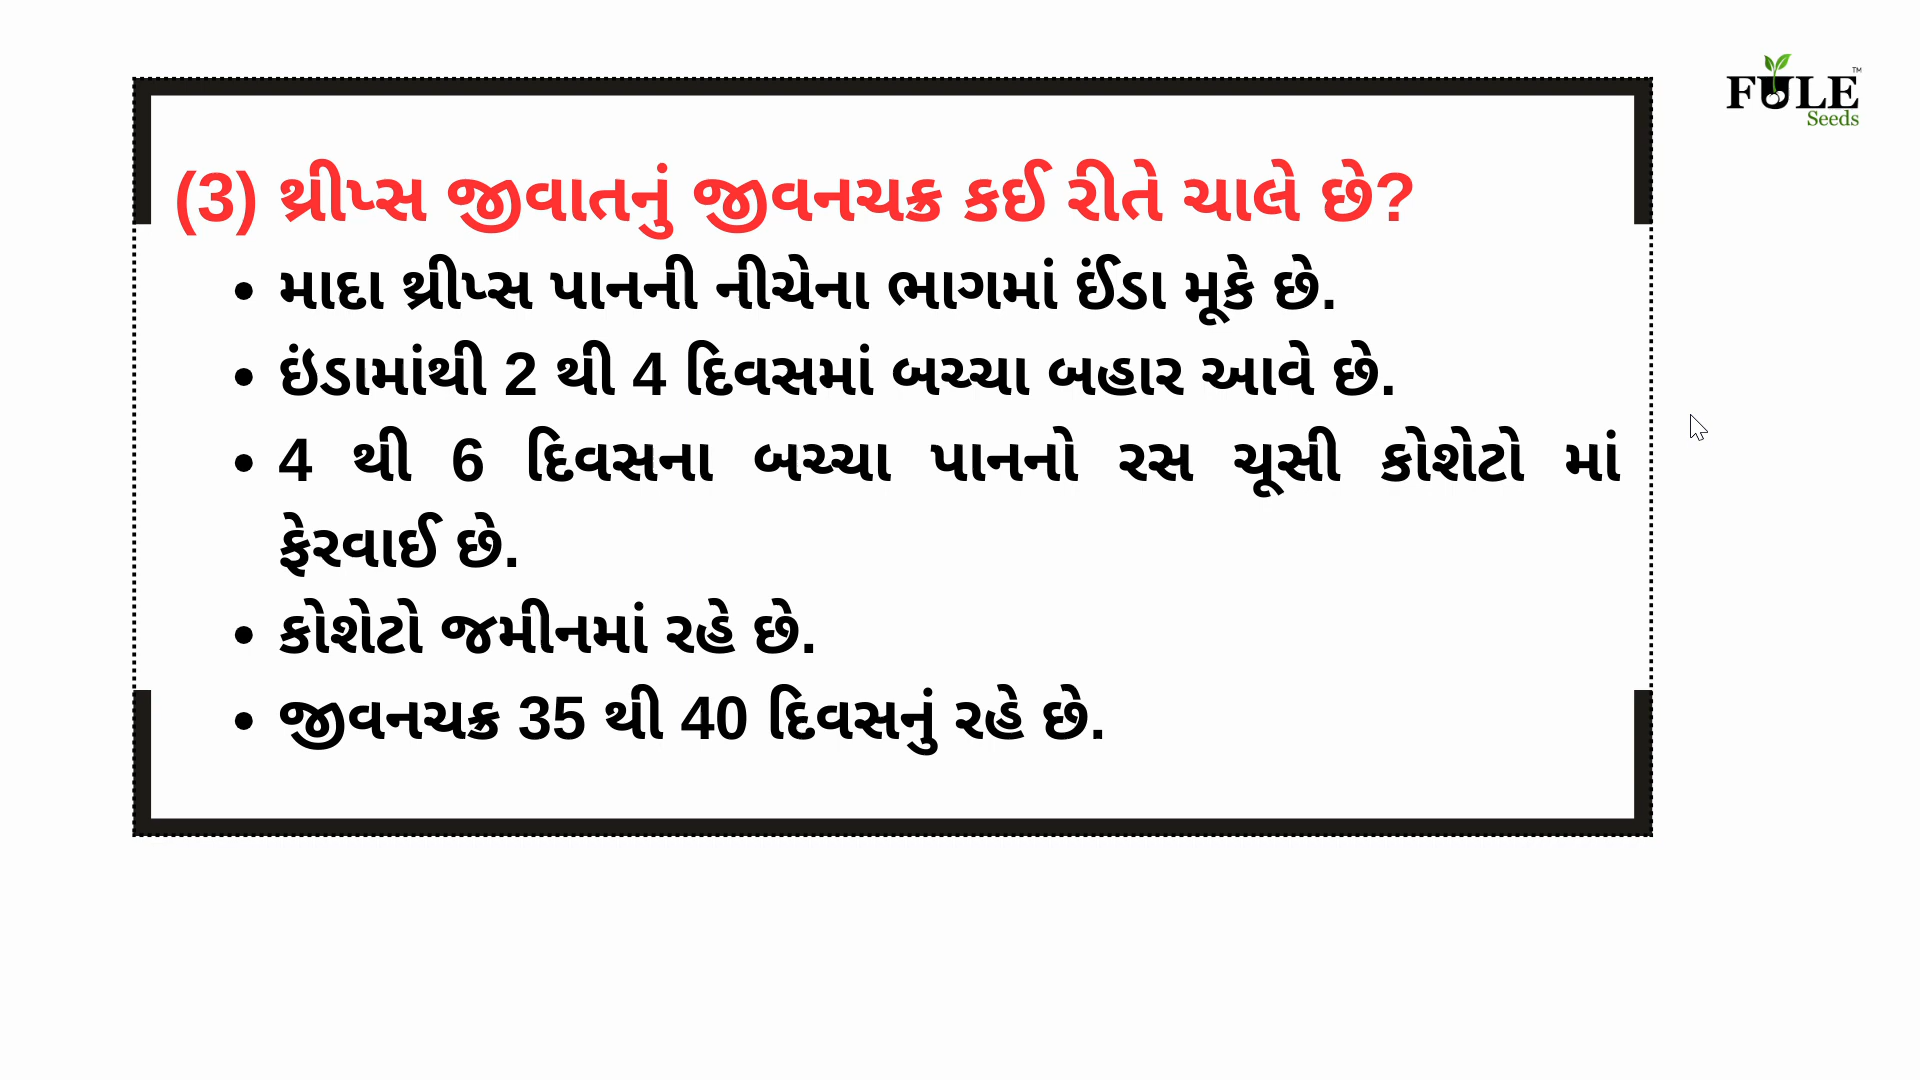 FULE™
Seeds
(3) થ્રીપ્સ જીવાતનું જીવનચક્ર કઈ રીતે ચાલે છે?
• માદા થ્રીપ્સ પાનની નીચેના ભાગમાં ઈંડા મૂકે છે.
• ઇંડામાંથી 2 થી 4 દિવસમાં બચ્ચા બહાર આવે છે.
• 4 થી 6 દિવસના બચ્ચા પાનનો રસ ચૂસી કોશેટો માં
ફેરવાઈ છે.
• કોશેટો જમીનમાં રહે છે.
• જીવનચક્ર 35 થી 40 દિવસનું રહે છે.